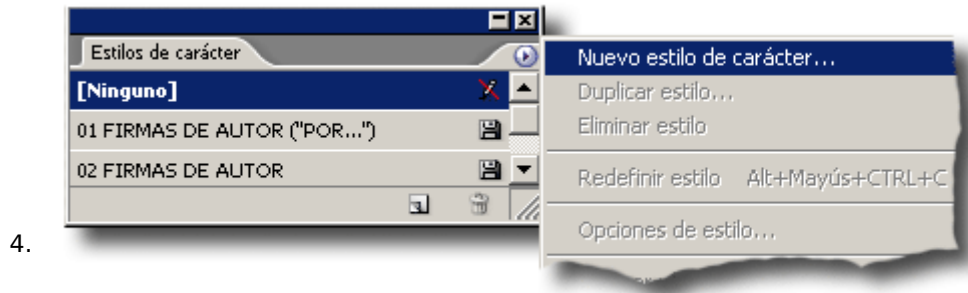 Estilos de carácter
[Ninguno]
01 FIRMAS DE AUTOR ("POR...")
02 FIRMAS DE AUTOR
Nuevo estilo de carácter...
Duplicar estilo...
Eliminar estilo
Redefinir estilo Alt+Mayús+CTRL+C
Opciones de estilo...
4.